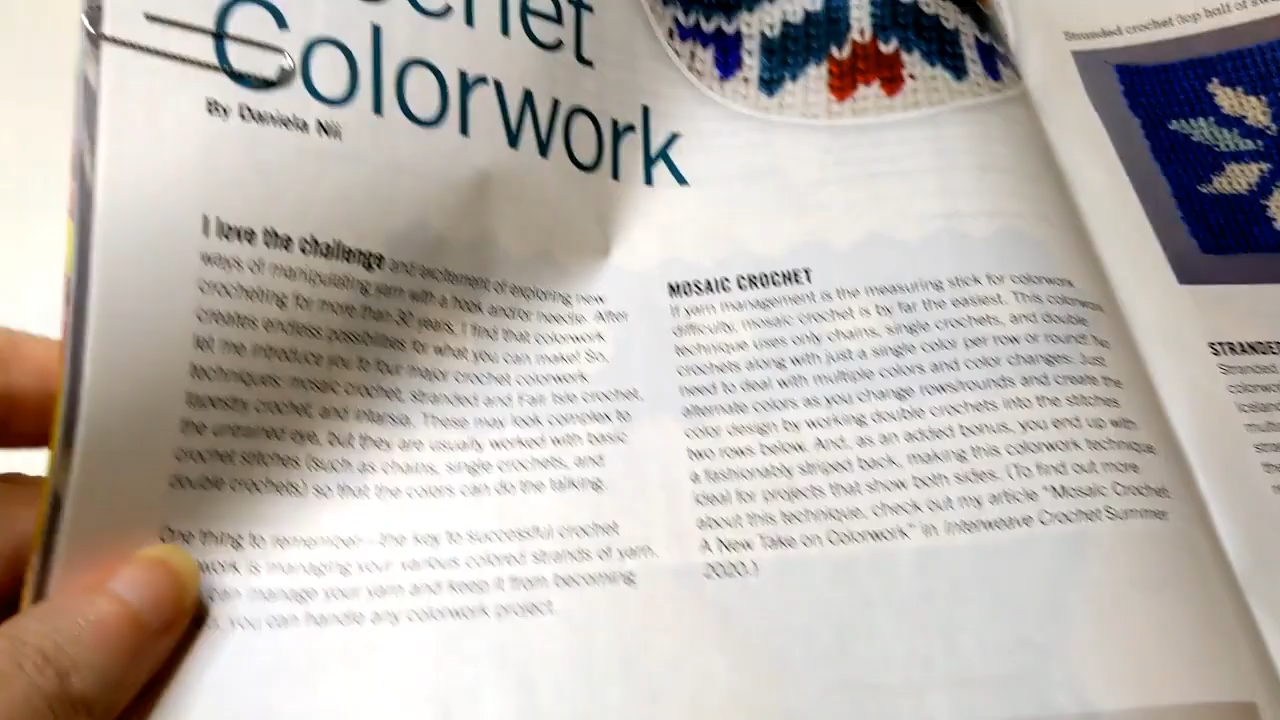 Crochet
Colorwork
By Daniela Nii
I love the challenge and excitement of exploring new
ways of manipulating yarn with a hook and/or needle. After
crocheting for more than 30 years, I find that colorwork
creates endless possibilities for what you can make! So,
let me introduce you to four major crochet colorwork
techniques: mosaic crochet, stranded and Fair Isle crochet,
tapestry crochet, and intarsia. These may look complex to
the untrained eye, but they are usually worked with basic
crochet stitches (such as chains, single crochets, and
double crochets) so that the colors can do the talking.
One thing to remember—the key to successful crochet
work is managing your various colored strands of yarn.
can manage your yarn and keep it from becoming
you can handle any colorwork project.
MOSAIC CROCHET
If yarn management is the measuring stick for colorwork
difficulty, mosaic crochet is by far the easiest. This colorwork
technique uses only chains, single crochets, and double
crochets along with just a single color per row or round. No
need to deal with multiple colors and color changes. Just
alternate colors as you change rows/rounds and create the
color design by working double crochets into the stitches
two rows below. And, as an added bonus, you end up with
a fashionably striped back, making this colorwork technique
ideal for projects that show both sides. (To find out more
about this technique, check out my article "Mosaic Crochet:
A New Take on Colorwork" in Interweave Crochet Summer
2020.)
Stranded crochet (top half of
STRANDE
Stranded
colorwo